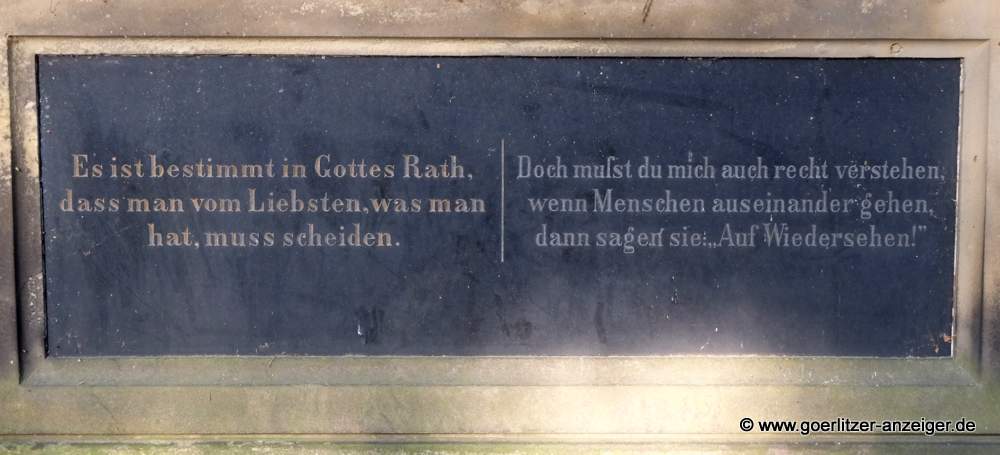 Es ist bestimmt in Gottes Rath,
dass man vom Liebsten, was man
hat, muss scheiden.
Doch muſst du mich auch recht verstehen,
wenn Menschen auseinander gehen,
dann sagen sie: „Auf Wiedersehen!”
© www.goerlitzer-anzeiger.de